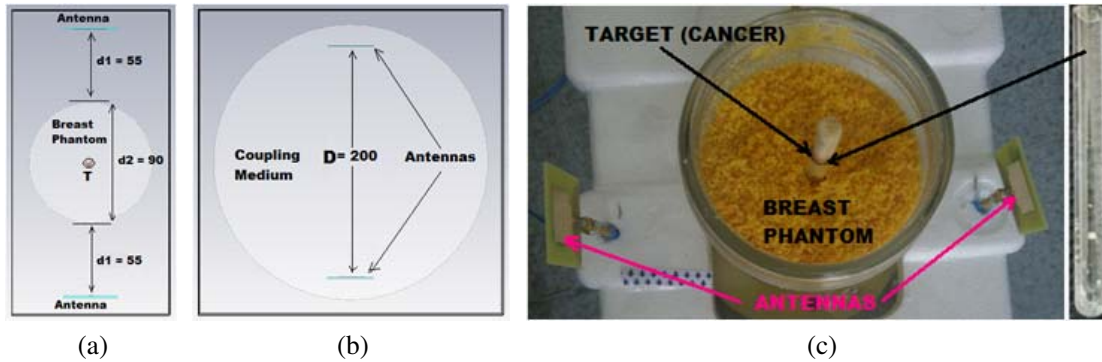 Antenna
d1 = 55
Breast
Phantom
d2 = 90
T
d1 = 55
Antenna
Coupling
Medium
D= 200
Antennas
TARGET (CANCER)
BREAST
PHANTOM
ANTENNAS
(a)
(b)
(c)